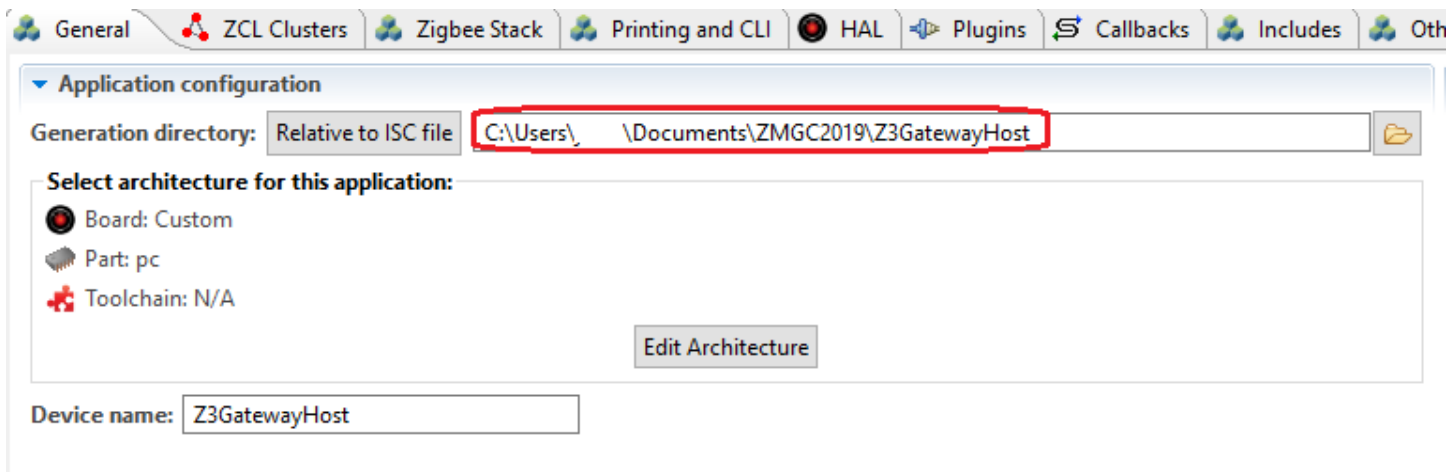 General ZCL Clusters Zigbee Stack Printing and CLI HAL Plugins Callbacks Includes Oth
Application configuration
Generation directory: Relative to ISC file C:\Users\ \Documents\ZMGC2019\Z3GatewayHost
Select architecture for this application:
Board: Custom
Part: pc
Toolchain: N/A
Edit Architecture
Device name: Z3GatewayHost